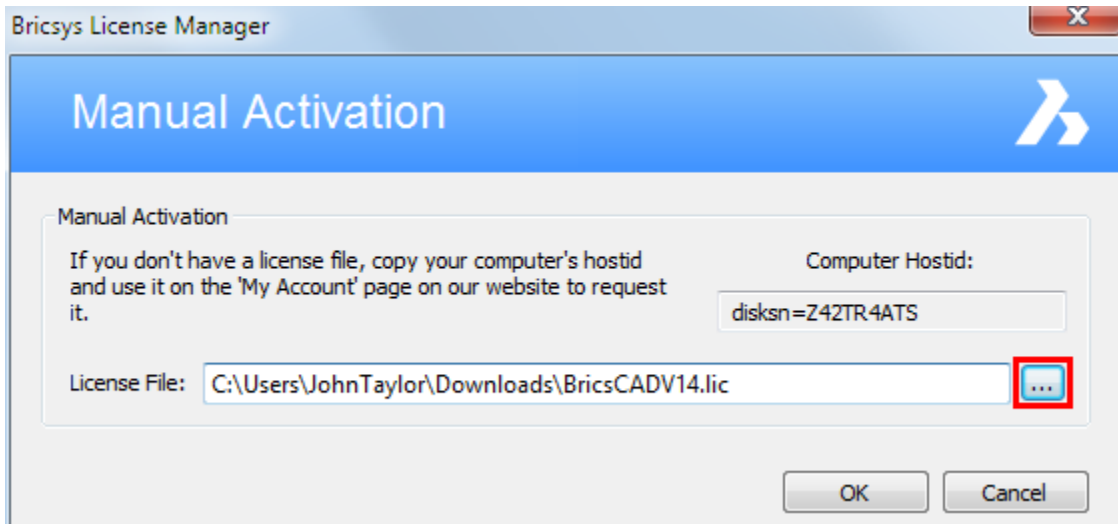 Bricsys License Manager
Manual Activation
Manual Activation
If you don't have a license file, copy your computer's hostid
and use it on the 'My Account' page on our website to request
it.
Computer Hostid:
disksn=Z42TR4ATS
License File: C:\Users\JohnTaylor\Downloads\BricsCADV14.lic ...
OK Cancel